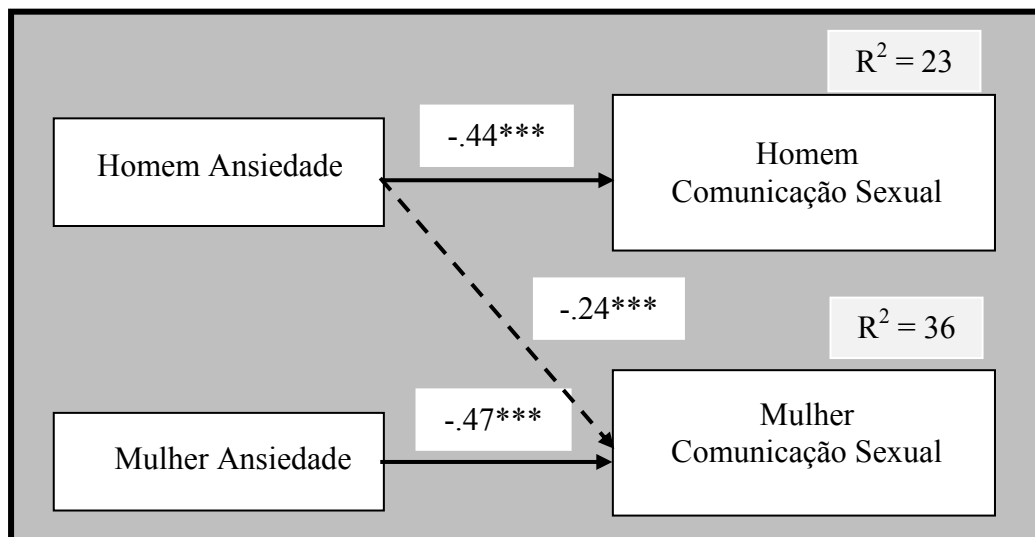 R² = 23
-.44***
Homem Ansiedade
Homem
Comunicação Sexual
-.24***
R² = 36
-.47***
Mulher Ansiedade
Mulher
Comunicação Sexual